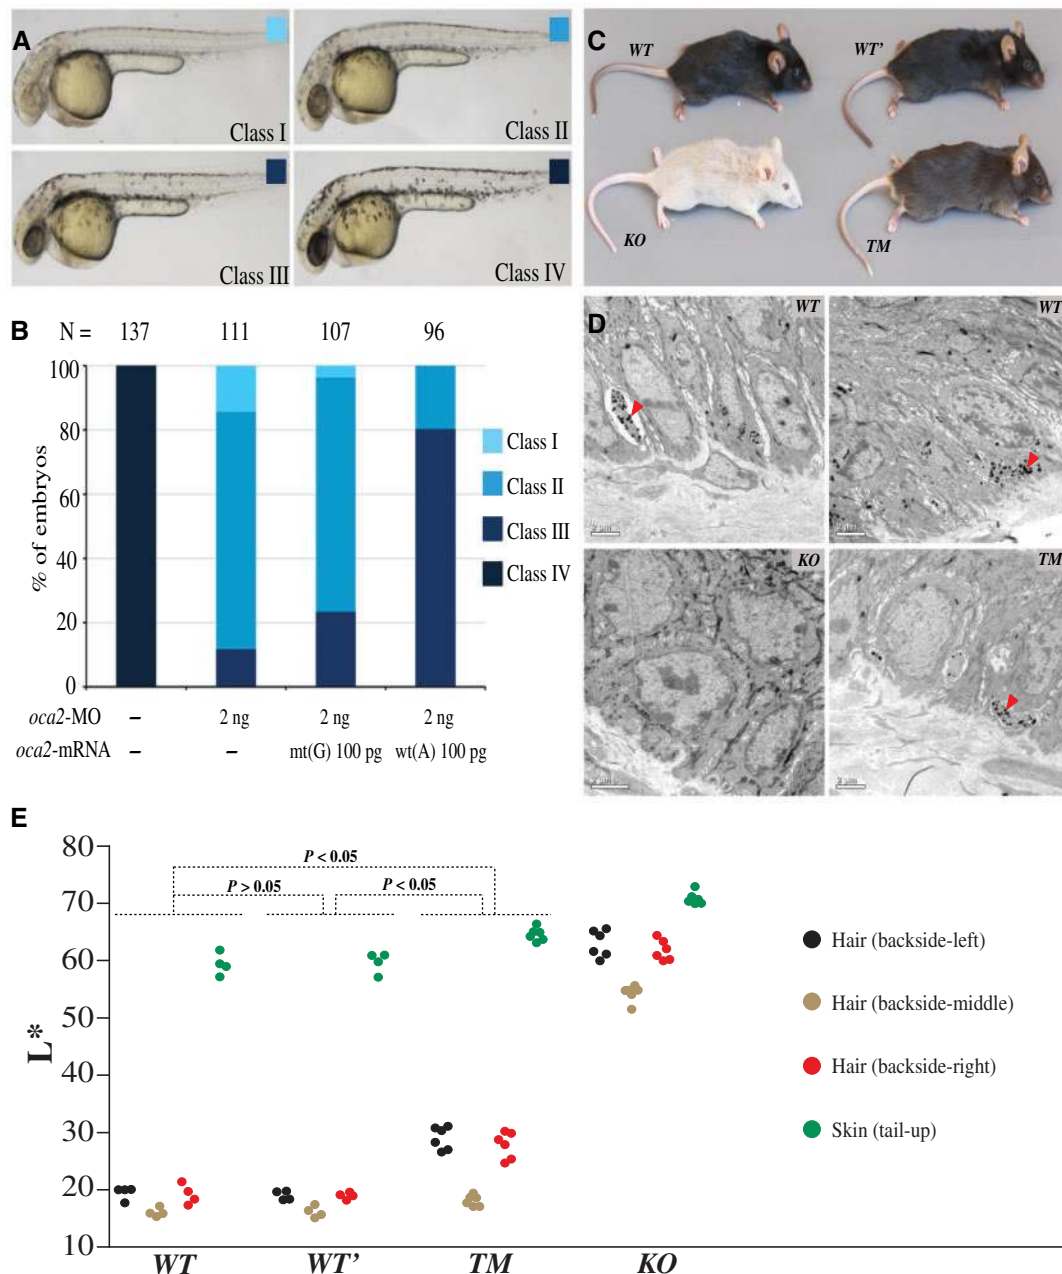 A
Class I
Class II
Class III
Class IV
B
N = 137 111 107 96
% of embryos
100
80
60
40
20
0
Class I
Class II
Class III
Class IV
oca2-MO – 2 ng 2 ng 2 ng
oca2-mRNA – – mt(G) 100 pg wt(A) 100 pg
C
WT
WT'
KO
TM
D
WT
WT
KO
TM
2 μm
E
L*
80
70
60
50
40
30
20
10
P < 0.05
P > 0.05
P < 0.05
WT WT' TM KO
Hair (backside-left)
Hair (backside-middle)
Hair (backside-right)
Skin (tail-up)